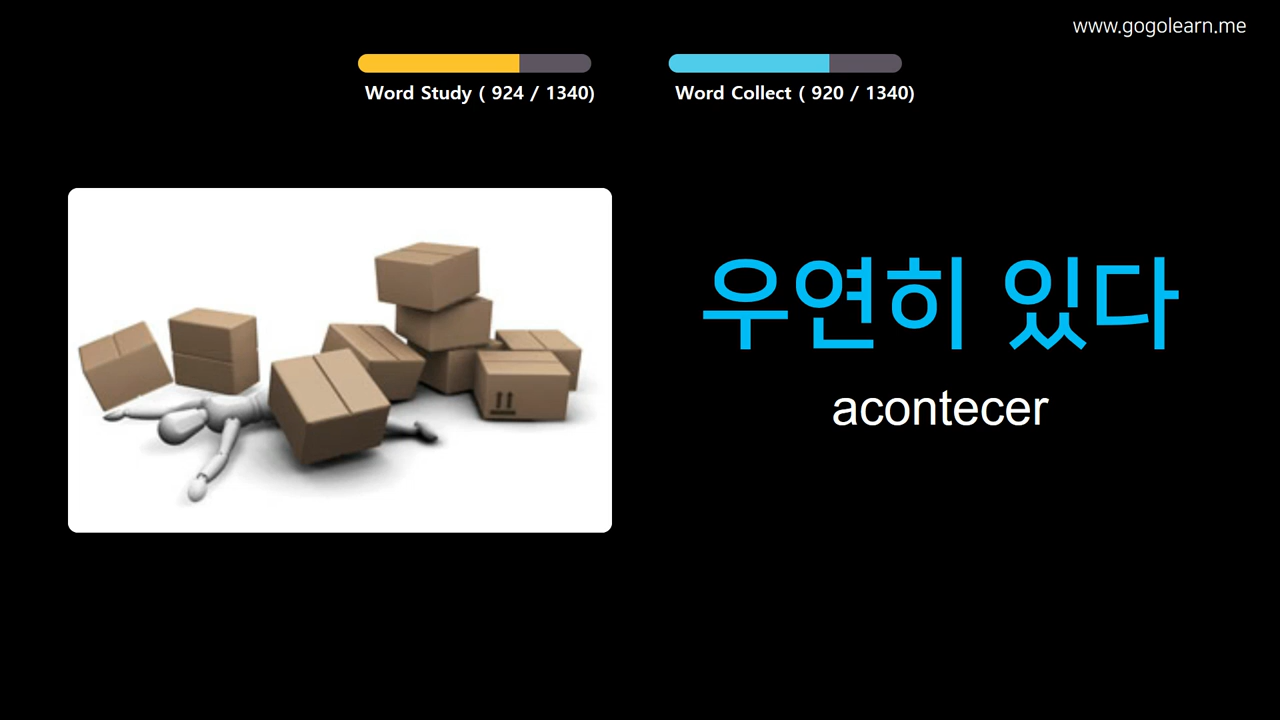 www.gogolearn.me
Word Study ( 924 / 1340)
Word Collect ( 920 / 1340)
우연히 있다
acontecer